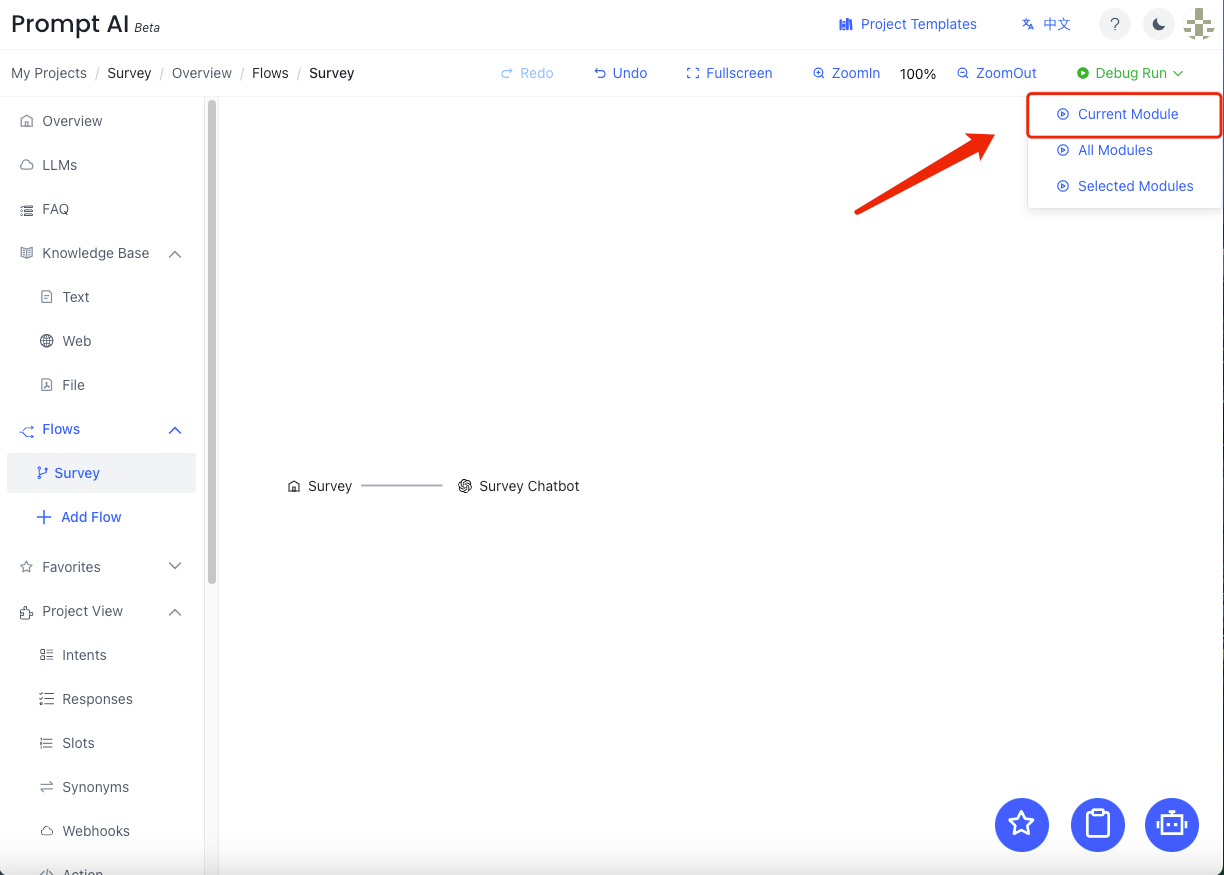 Prompt AI Beta
Project Templates
中文
?
My Projects / Survey / Overview / Flows / Survey
Redo
Undo
Fullscreen
ZoomIn
100%
ZoomOut
Debug Run
Current Module
All Modules
Selected Modules
Overview
LLMs
FAQ
Knowledge Base
Text
Web
File
Flows
Survey
Add Flow
Favorites
Project View
Intents
Responses
Slots
Synonyms
Webhooks
Action
Survey
Survey Chatbot